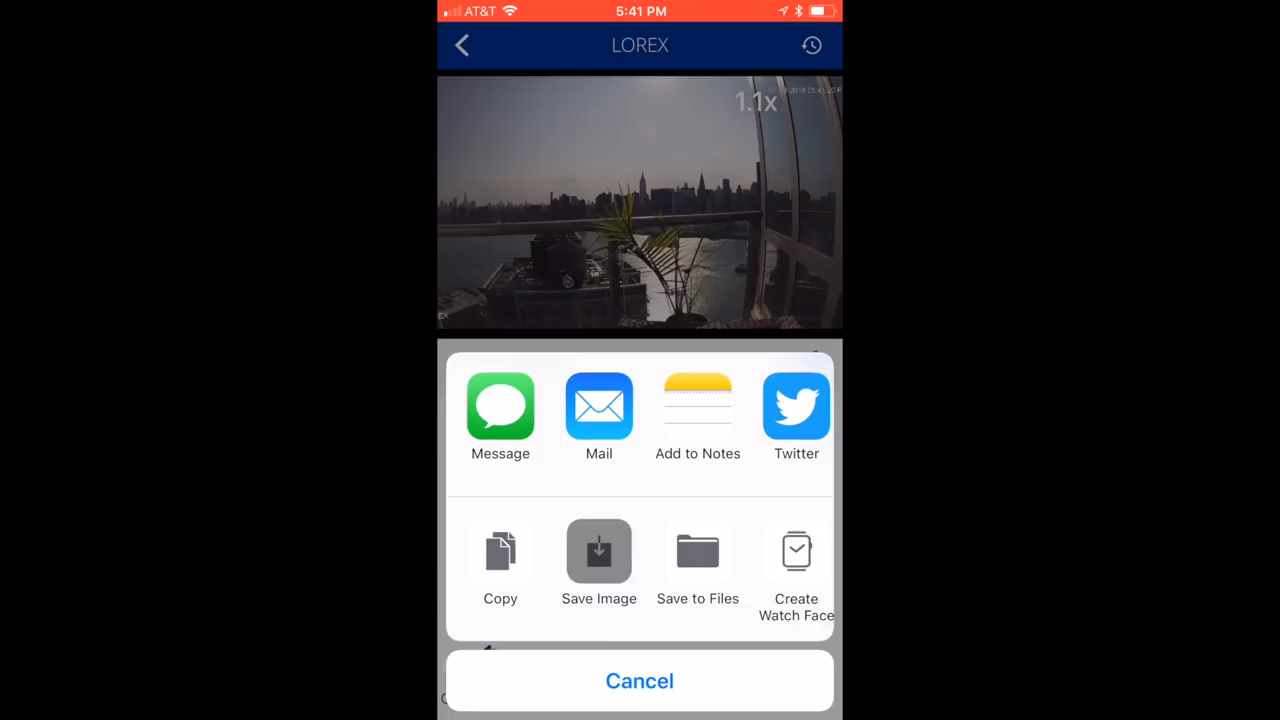 AT&T
5:41 PM
LOREX
1.1x
Message
Mail
Add to Notes
Twitter
Copy
Save Image
Save to Files
Create
Watch Face
Cancel